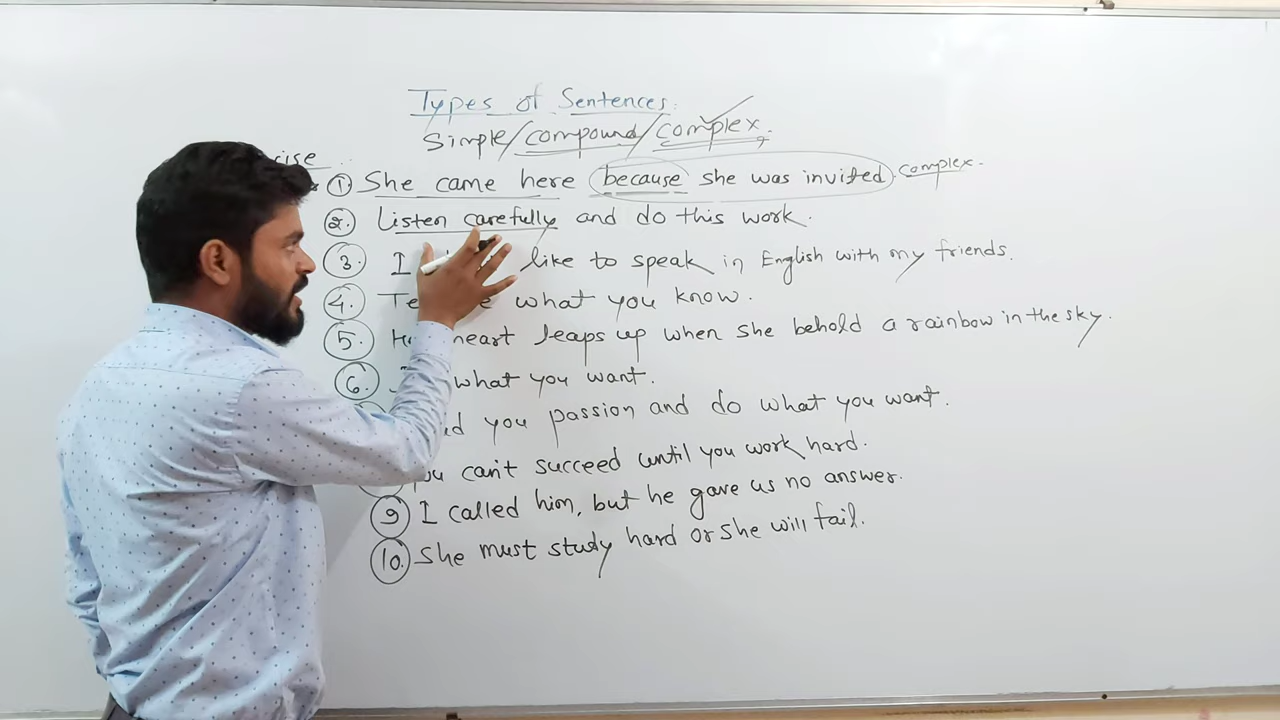 Types of Sentences.
Simple/compound/complex.
① She came here because she was invited. complex.
②. Listen carefully and do this work.
③. I like to speak in English with my friends.
④. what you know.
⑤. heart leaps up when she behold a rainbow in the sky.
⑥. what you want.
you passion and do what you want.
can't succeed until you work hard.
⑨ I called him, but he gave us no answer.
⑩. She must study hard or she will fail.